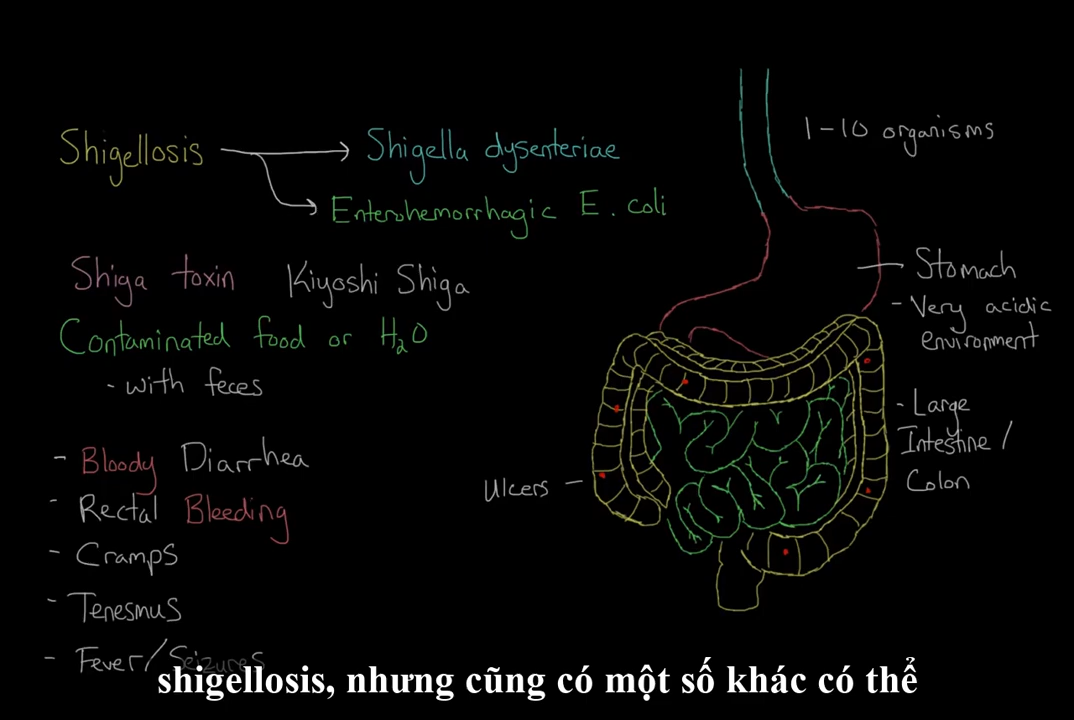 Shigellosis
Shigella dysenteriae
Enterohemorrhagic E. coli
Shiga toxin Kiyoshi Shiga
Contaminated food or H₂O
- with feces
- Bloody Diarrhea
- Rectal Bleeding
- Cramps
- Tenesmus
- Fever/Seizures
1-10 organisms
Stomach
- Very acidic
environment
- Large
Intestine /
Colon
Ulcers -
shigellosis, nhưng cũng có một số khác có thể